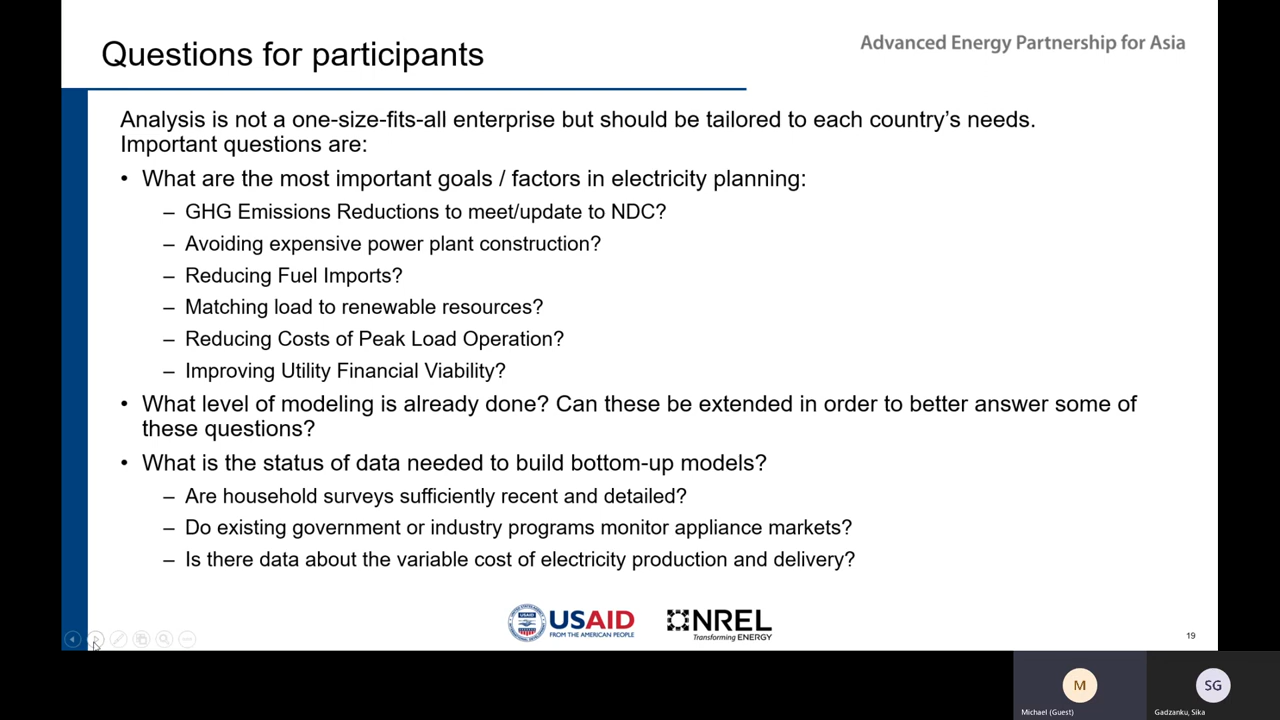 Questions for participants
Advanced Energy Partnership for Asia
Analysis is not a one-size-fits-all enterprise but should be tailored to each country's needs.
Important questions are:
• What are the most important goals / factors in electricity planning:
– GHG Emissions Reductions to meet/update to NDC?
– Avoiding expensive power plant construction?
– Reducing Fuel Imports?
– Matching load to renewable resources?
– Reducing Costs of Peak Load Operation?
– Improving Utility Financial Viability?
• What level of modeling is already done? Can these be extended in order to better answer some of
these questions?
• What is the status of data needed to build bottom-up models?
– Are household surveys sufficiently recent and detailed?
– Do existing government or industry programs monitor appliance markets?
– Is there data about the variable cost of electricity production and delivery?
USAID
FROM THE AMERICAN PEOPLE
NREL
Transforming ENERGY
19
M
Michael (Guest)
SG
Gadzanku, Sika